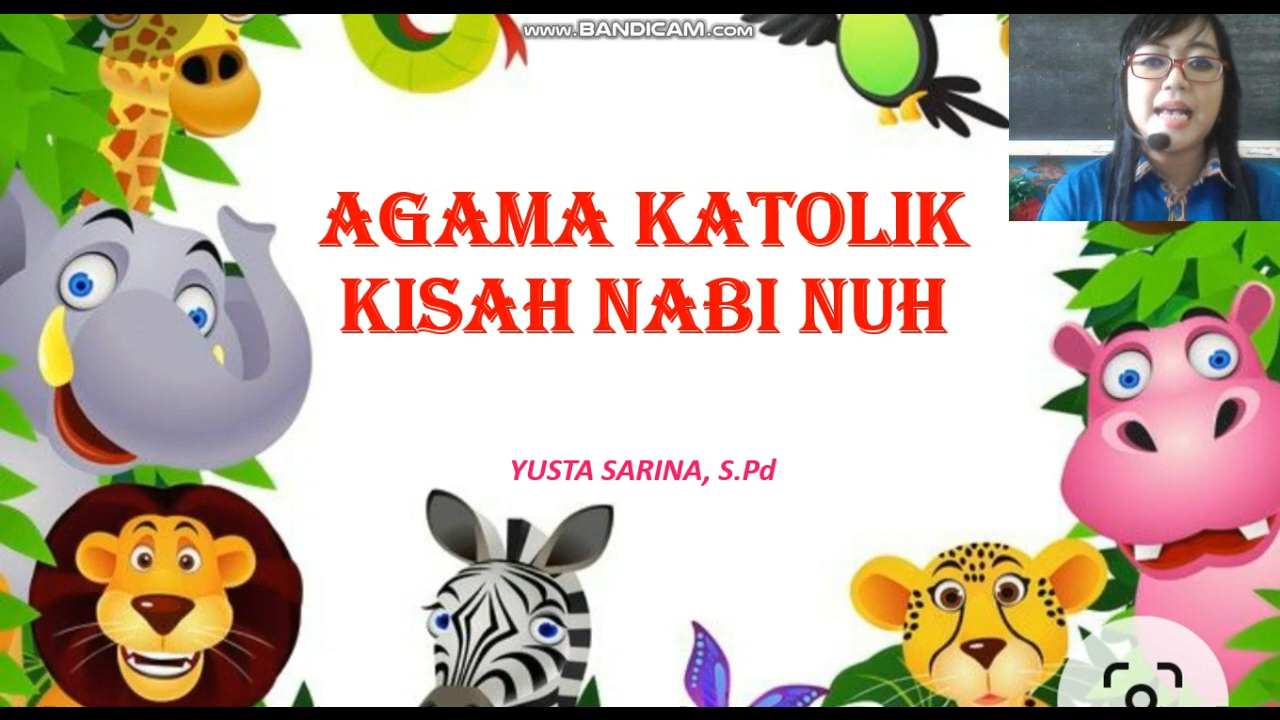 www.BANDICAM.com
AGAMA KATOLIK
KISAH NABI NUH
YUSTA SARINA, S.Pd